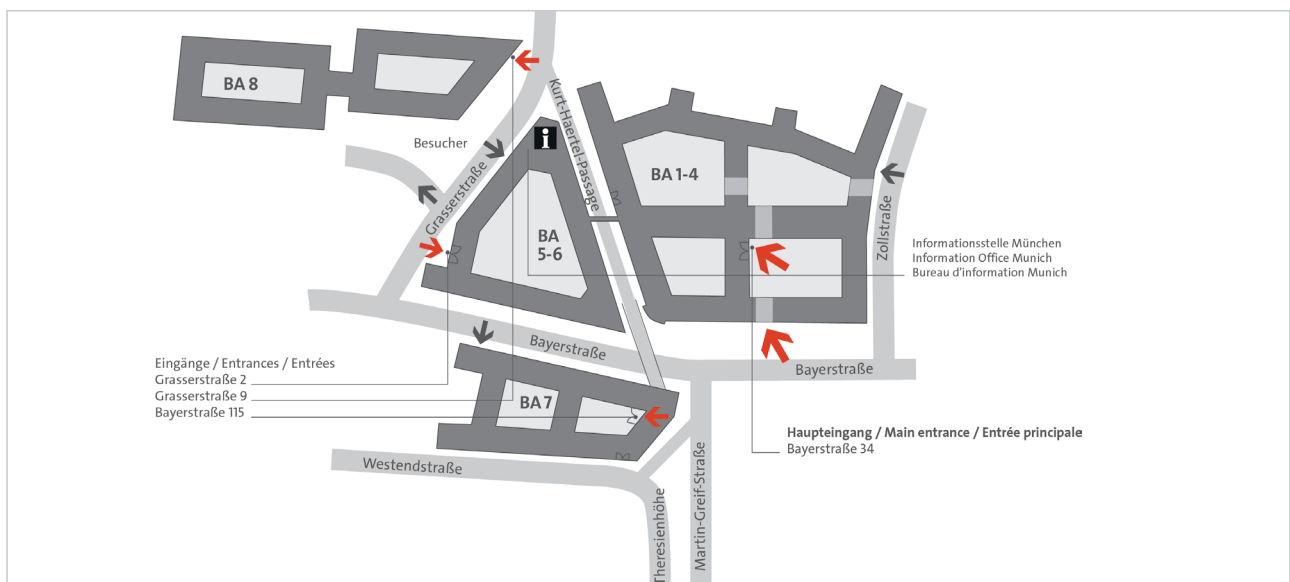 BA 8
Besucher
Grasserstraße
Kurt-Haertel-Passage
i
BA 1-4
BA
5-6
Zollstraße
Informationsstelle München
Information Office Munich
Bureau d'information Munich
Bayerstraße
Bayerstraße
Eingänge / Entrances / Entrées
Grasserstraße 2
Grasserstraße 9
Bayerstraße 115
BA 7
Haupteingang / Main entrance / Entrée principale
Bayerstraße 34
Westendstraße
Theresienhöhe
Martin-Greif-Straße